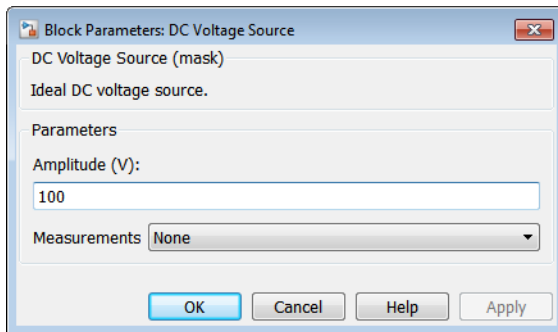 Block Parameters: DC Voltage Source
DC Voltage Source (mask)
Ideal DC voltage source.
Parameters
Amplitude (V):
100
Measurements None
OK Cancel Help Apply